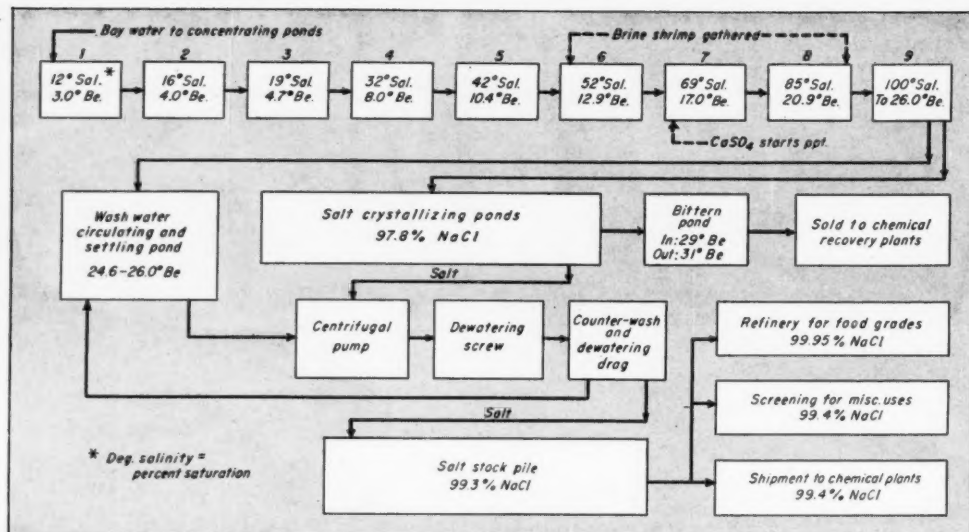 Bay water to concentrating ponds
Brine shrimp gathered
1
2
3
4
5
6
7
8
9
12° Sal. *
3.0° Be.
16° Sal.
4.0° Be.
19° Sal.
4.7° Be.
32° Sal.
8.0° Be.
42° Sal.
10.4° Be.
52° Sal.
12.9° Be.
69° Sal.
17.0° Be.
85° Sal.
20.9° Be.
100° Sal.
To 26.0° Be.
CaSO4 starts ppt.
Wash water
circulating and
settling pond
24.6-26.0° Be
Salt crystallizing ponds
97.8% NaCl
Bittern
pond
In: 29° Be
Out: 31° Be
Sold to chemical
recovery plants
Salt
Centrifugal
pump
Dewatering
screw
Counter-wash
and
dewatering
drag
Refinery for food grades
99.95% NaCl
Screening for misc. uses
99.4% NaCl
Salt
Salt stock pile
99.3% NaCl
Shipment to chemical plants
99.4% NaCl
* Deg. salinity =
percent saturation